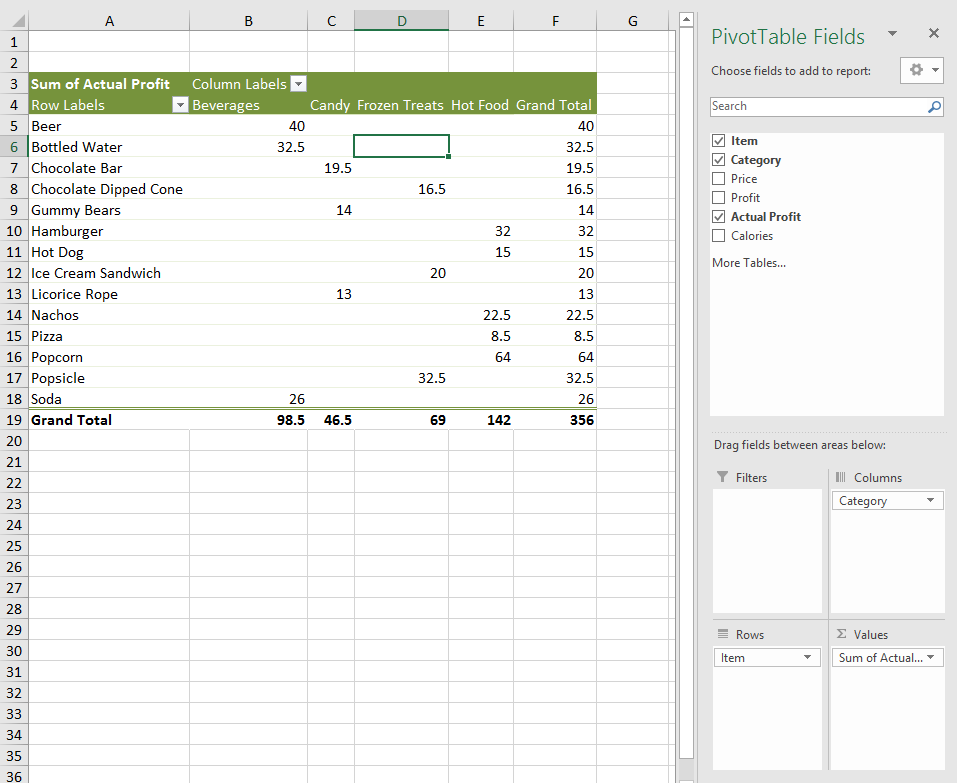 A B C D E F G
1
2
3 Sum of Actual Profit Column Labels
4 Row Labels Beverages Candy Frozen Treats Hot Food Grand Total
5 Beer 40 40
6 Bottled Water 32.5 32.5
7 Chocolate Bar 19.5 19.5
8 Chocolate Dipped Cone 16.5 16.5
9 Gummy Bears 14 14
10 Hamburger 32 32
11 Hot Dog 15 15
12 Ice Cream Sandwich 20 20
13 Licorice Rope 13 13
14 Nachos 22.5 22.5
15 Pizza 8.5 8.5
16 Popcorn 64 64
17 Popsicle 32.5 32.5
18 Soda 26 26
19 Grand Total 98.5 46.5 69 142 356
20
21
22
23
24
25
26
27
28
29
30
31
32
33
34
35
36
PivotTable Fields
Choose fields to add to report:
Search
Item
Category
Price
Profit
Actual Profit
Calories
More Tables...
Drag fields between areas below:
Filters
Columns
Category
Rows
Item
Σ Values
Sum of Actual...